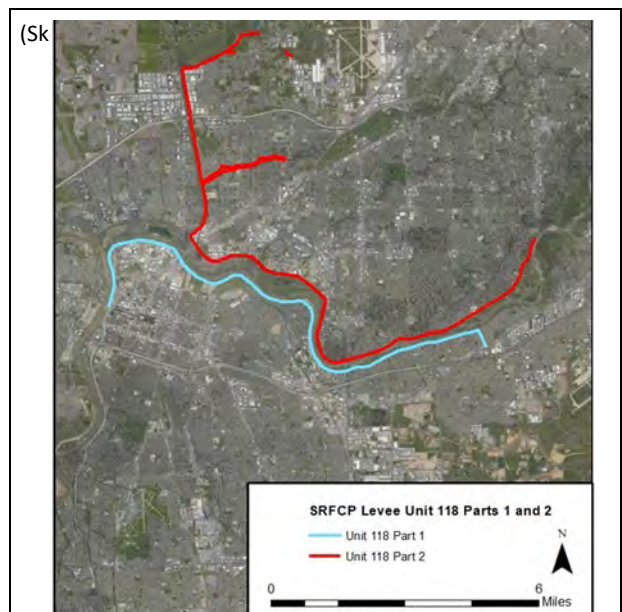 (Sk
SRFCP Levee Unit 118 Parts 1 and 2
Unit 118 Part 1
Unit 118 Part 2
N
0 6
Miles